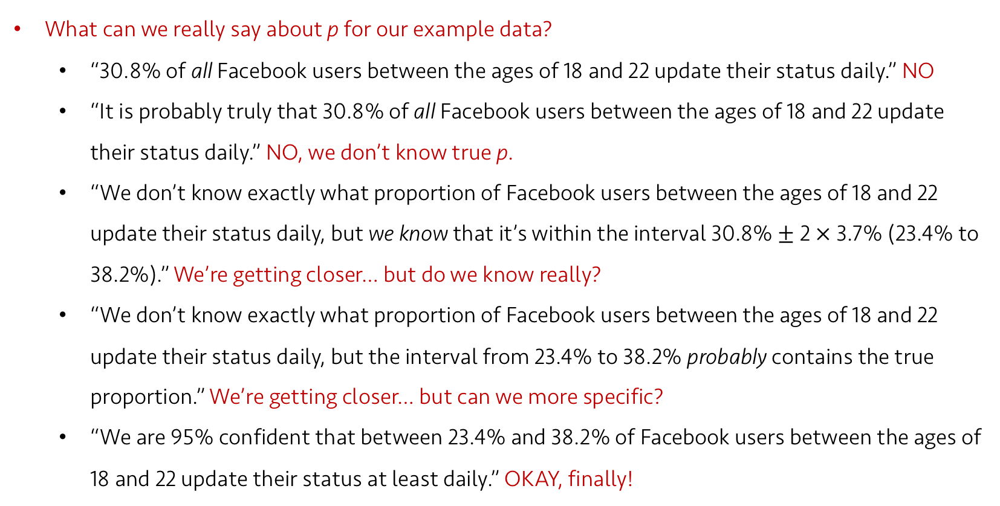 • What can we really say about p for our example data?
• “30.8% of all Facebook users between the ages of 18 and 22 update their status daily.” NO
• “It is probably truly that 30.8% of all Facebook users between the ages of 18 and 22 update
their status daily.” NO, we don’t know true p.
• “We don’t know exactly what proportion of Facebook users between the ages of 18 and 22
update their status daily, but we know that it’s within the interval 30.8% ± 2 × 3.7% (23.4% to
38.2%).” We’re getting closer... but do we know really?
• “We don’t know exactly what proportion of Facebook users between the ages of 18 and 22
update their status daily, but the interval from 23.4% to 38.2% probably contains the true
proportion.” We’re getting closer... but can we more specific?
• “We are 95% confident that between 23.4% and 38.2% of Facebook users between the ages of
18 and 22 update their status at least daily.” OKAY, finally!